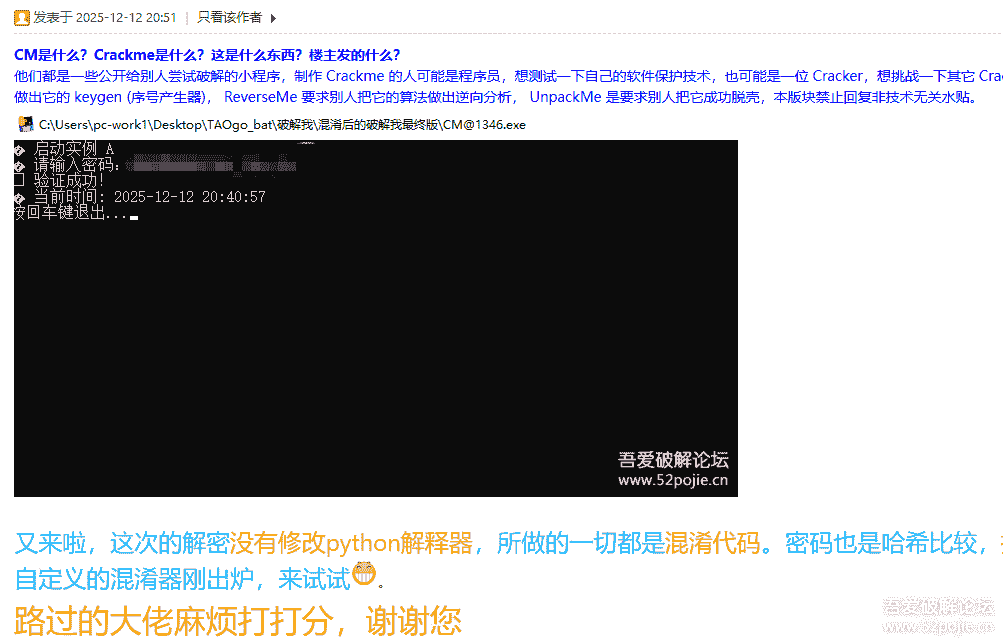 发表于 2025-12-12 20:51 | 只看该作者
CM是什么？Crackme是什么？这是什么东西？楼主发的什么？
他们都是一些公开给别人尝试破解的小程序，制作 Crackme 的人可能是程序员，想测试一下自己的软件保护技术，也可能是一位 Cracker，想挑战一下其它 Crac
做出它的 keygen (序号产生器)， ReverseMe 要求别人把它的算法做出逆向分析， UnpackMe 是要求别人把它成功脱壳，本版块禁止回复非技术无关水贴。
C:\Users\pc-work1\Desktop\TAOgo_bat\破解我\混淆后的破解我最终版\CM@1346.exe
启动实例 A
请输入密码：
验证成功！
当前时间: 2025-12-12 20:40:57
按回车键退出...
吾爱破解论坛
www.52pojie.cn
又来啦，这次的解密没有修改python解释器，所做的一切都是混淆代码。密码也是哈希比较，
自定义的混淆器刚出炉，来试试。
路过的大佬麻烦打打分，谢谢您
吾爱破解论坛
www.52pojie.cn